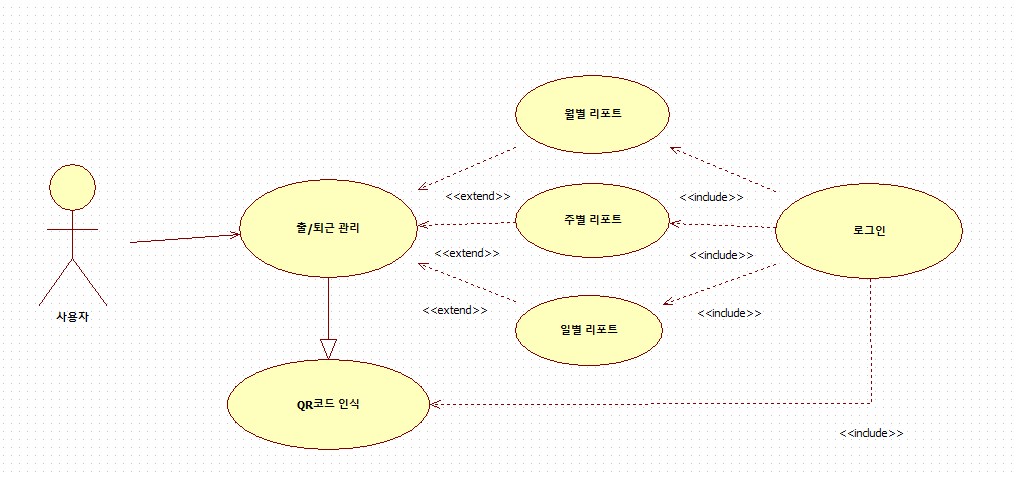 월별 리포트
<<extend>>
<<include>>
출/퇴근 관리
주별 리포트
로그인
<<extend>>
<<include>>
사용자
<<extend>>
일별 리포트
<<include>>
QR코드 인식
<<include>>